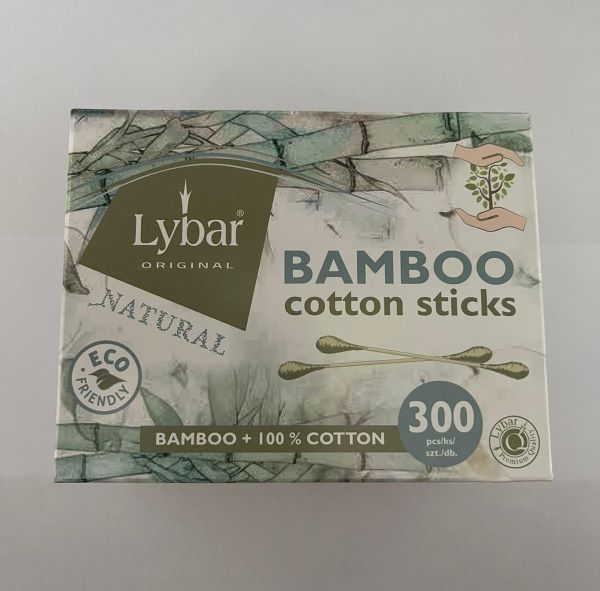 Lybar®
ORIGINAL
NATURAL
BAMBOO
cotton sticks
ECO
FRIENDLY
BAMBOO + 100 % COTTON
300
pcs/ks/
szt./db.
Lybar
Q
Premium Quality